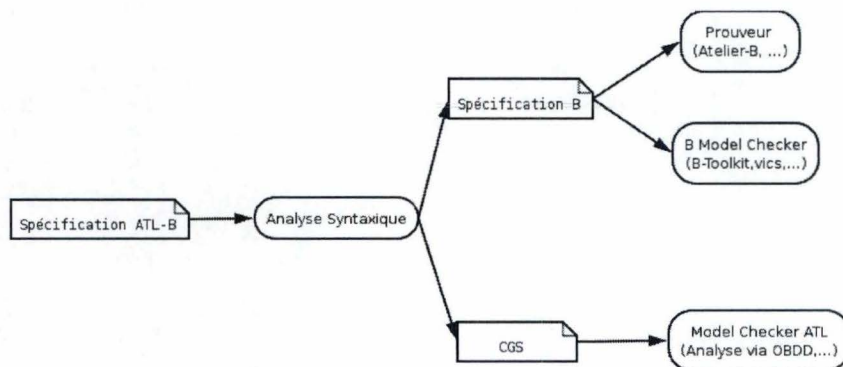 Prouveur
(Atelier-B, ...)
Spécification B
B Model Checker
(B-Toolkit,vics,...)
Spécification ATL-B
Analyse Syntaxique
CGS
Model Checker ATL
(Analyse via OBDD,...)